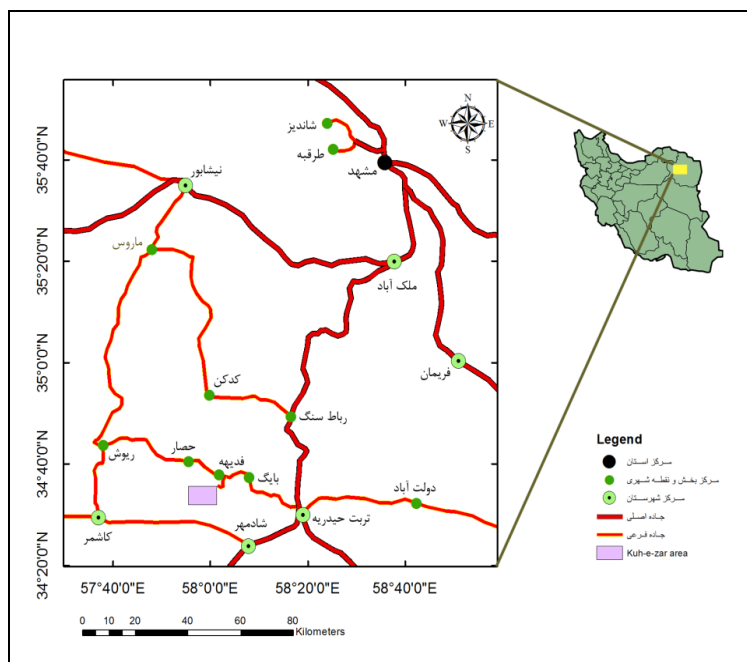 N
W
E
S
شاندیز
طرقبه
مشهد
نیشابور
ماروس
ملک آباد
فریمان
کدکن
رباط سنگ
ریوش
حصار
فدیهه
بایگ
دولت آباد
تربت حیدریه
شادمهر
کاشمر
35°40'0"N
35°20'0"N
35°0'0"N
34°40'0"N
34°20'0"N
57°40'0"E
58°0'0"E
58°20'0"E
58°40'0"E
0 10 20 40 60 80
Kilometers
Legend
مرکز استان
مرکز بخش و نقطه شهری
مرکز شهرستان
جاده اصلی
جاده فرعی
Kuh-e-zar area